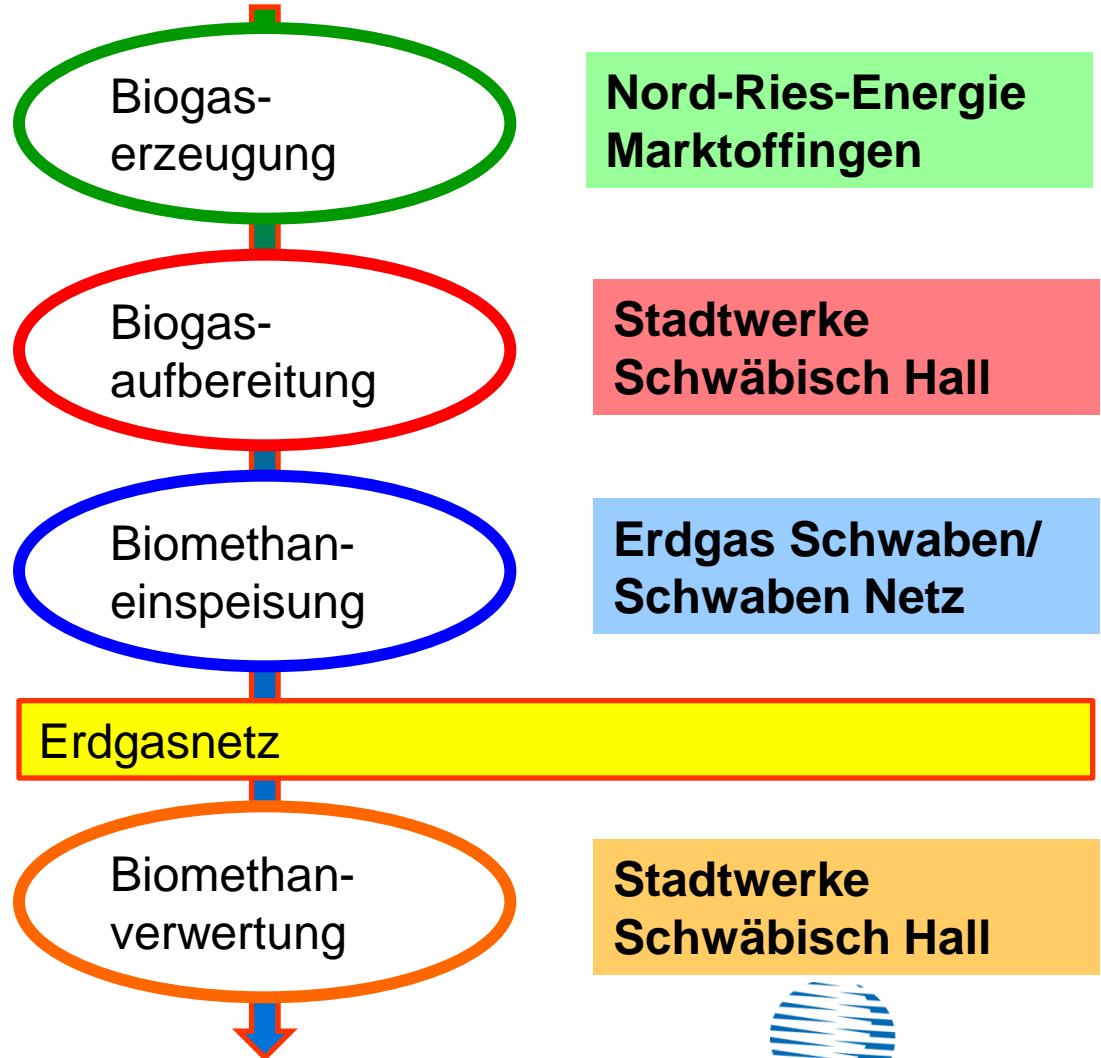 Biogas-
erzeugung
Nord-Ries-Energie
Marktoffingen
Biogas-
aufbereitung
Stadtwerke
Schwäbisch Hall
Biomethan-
einspeisung
Erdgas Schwaben/
Schwaben Netz
Erdgasnetz
Biomethan-
verwertung
Stadtwerke
Schwäbisch Hall